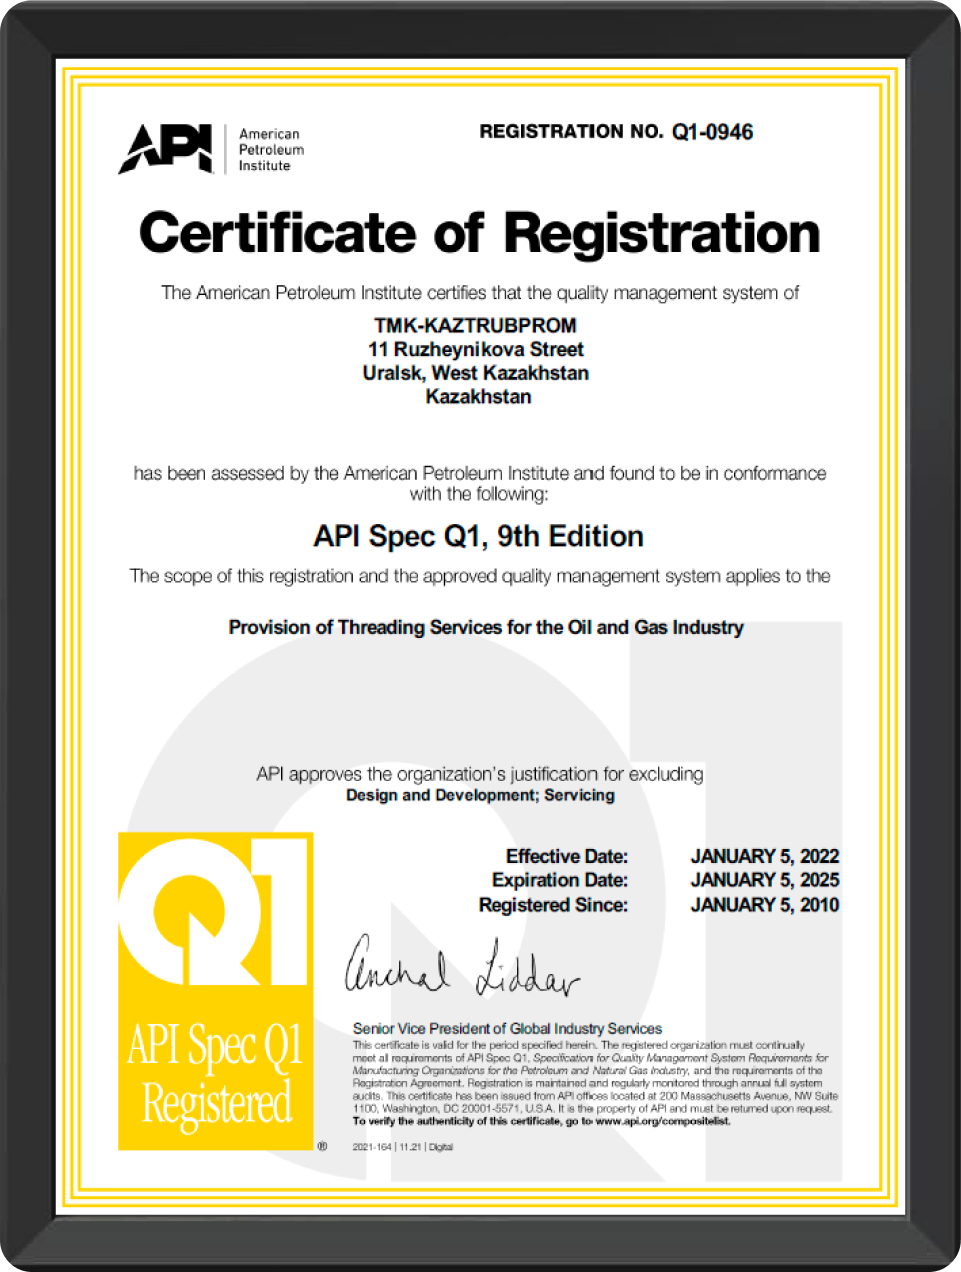 API
American
Petroleum
Institute
REGISTRATION NO. Q1-0946
Certificate of Registration
The American Petroleum Institute certifies that the quality management system of
TMK-KAZTRUBPROM
11 Ruzheynikova Street
Uralsk, West Kazakhstan
Kazakhstan
has been assessed by the American Petroleum Institute and found to be in conformance
with the following:
API Spec Q1, 9th Edition
The scope of this registration and the approved quality management system applies to the
Provision of Threading Services for the Oil and Gas Industry
API approves the organization's justification for excluding
Design and Development; Servicing
Effective Date: JANUARY 5, 2022
Expiration Date: JANUARY 5, 2025
Registered Since: JANUARY 5, 2010
Q1
API Spec Q1
Registered
®
Anchal Liddar
Senior Vice President of Global Industry Services
This certificate is valid for the period specified herein. The registered organization must continually
meet all requirements of API Spec Q1, Specification for Quality Management System Requirements for
Manufacturing Organizations for the Petroleum and Natural Gas Industry, and the requirements of the
Registration Agreement. Registration is maintained and regularly monitored through annual full system
audits. This certificate has been issued from API offices located at 200 Massachusetts Avenue, NW Suite
1100, Washington, DC 20001-5571, U.S.A. It is the property of API and must be returned upon request.
To verify the authenticity of this certificate, go to www.api.org/compositelist.
2021-164 | 11.21 | Digital